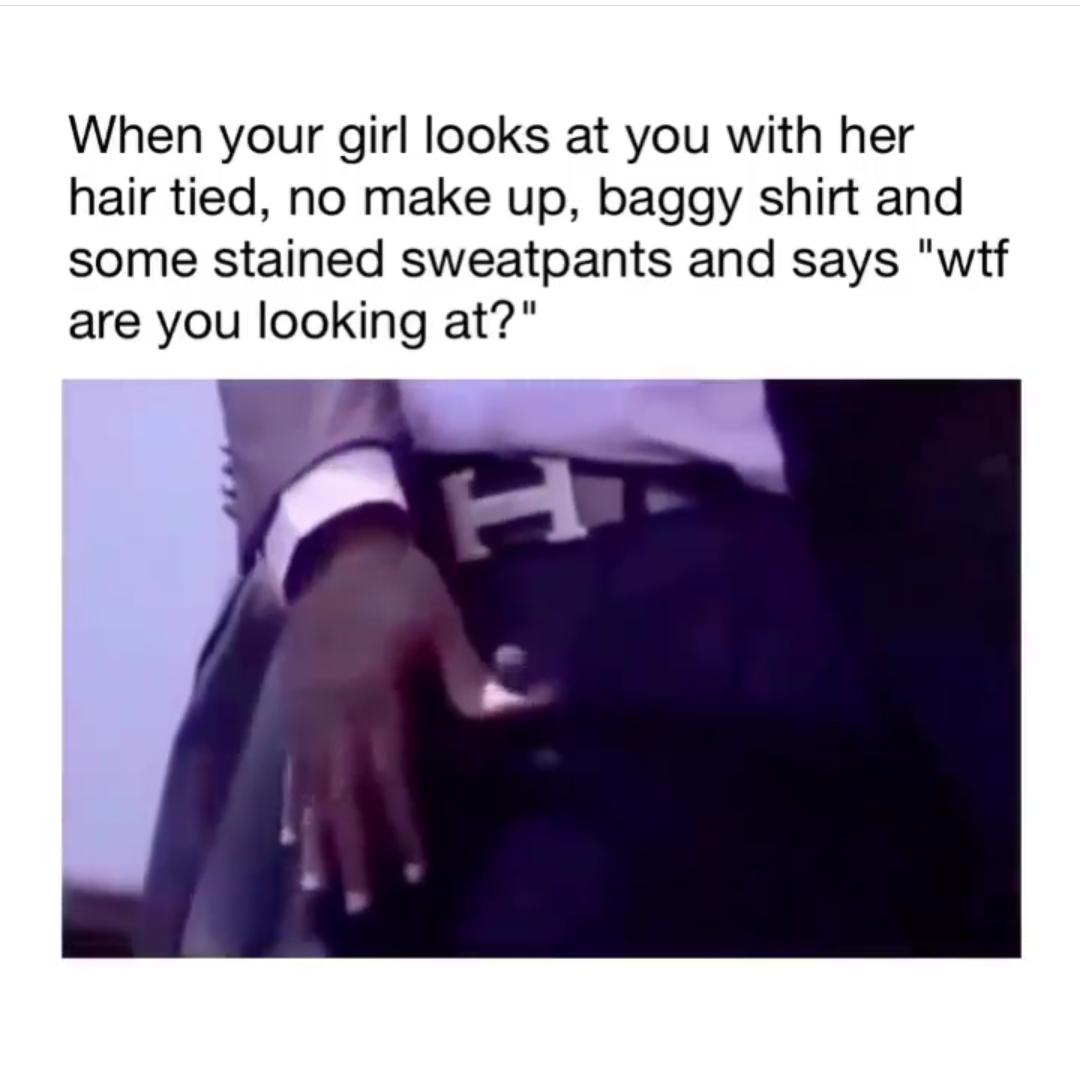 When your girl looks at you with her
hair tied, no make up, baggy shirt and
some stained sweatpants and says "wtf
are you looking at?"
H